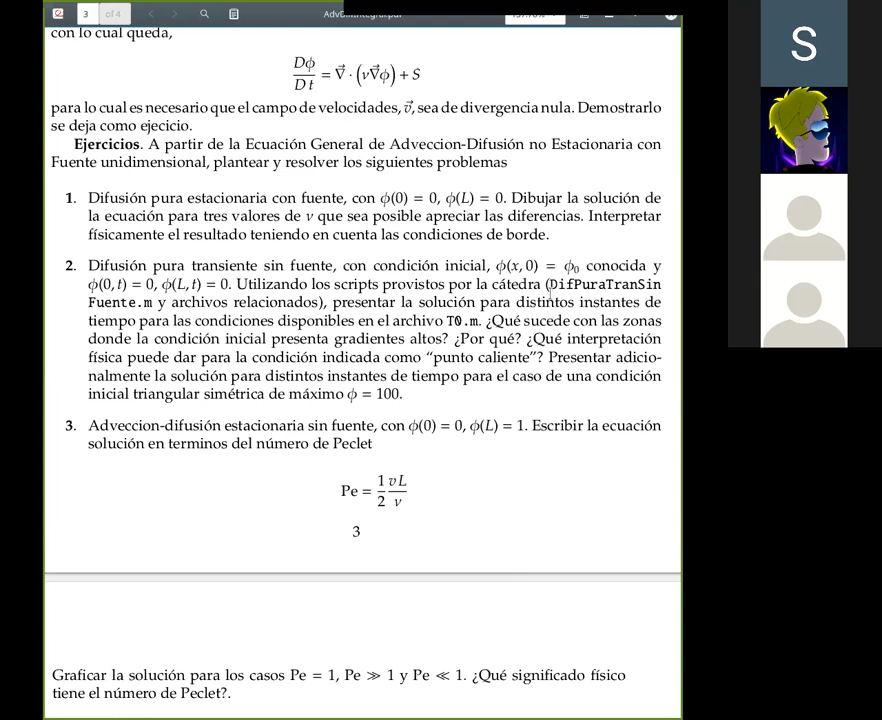 3 of 4
con lo cual queda,
Dϕ/Dt = ∇⃗ · (ν∇⃗ϕ) + S
para lo cual es necesario que el campo de velocidades, v⃗, sea de divergencia nula. Demostrarlo
se deja como ejecicio.
Ejercicios. A partir de la Ecuación General de Adveccion-Difusión no Estacionaria con
Fuente unidimensional, plantear y resolver los siguientes problemas
1. Difusión pura estacionaria con fuente, con ϕ(0) = 0, ϕ(L) = 0. Dibujar la solución de
la ecuación para tres valores de ν que sea posible apreciar las diferencias. Interpretar
físicamente el resultado teniendo en cuenta las condiciones de borde.
2. Difusión pura transiente sin fuente, con condición inicial, ϕ(x, 0) = ϕ₀ conocida y
ϕ(0, t) = 0, ϕ(L, t) = 0. Utilizando los scripts provistos por la cátedra (DifPuraTranSin
Fuente.m y archivos relacionados), presentar la solución para distintos instantes de
tiempo para las condiciones disponibles en el archivo T0.m. ¿Qué sucede con las zonas
donde la condición inicial presenta gradientes altos? ¿Por qué? ¿Qué interpretación
física puede dar para la condición indicada como “punto caliente”? Presentar adicio-
nalmente la solución para distintos instantes de tiempo para el caso de una condición
inicial triangular simétrica de máximo ϕ = 100.
3. Adveccion-difusión estacionaria sin fuente, con ϕ(0) = 0, ϕ(L) = 1. Escribir la ecuación
solución en terminos del número de Peclet
Pe = 1/2 vL/ν
3
Graficar la solución para los casos Pe = 1, Pe ≫ 1 y Pe ≪ 1. ¿Qué significado físico
tiene el número de Peclet?.
S